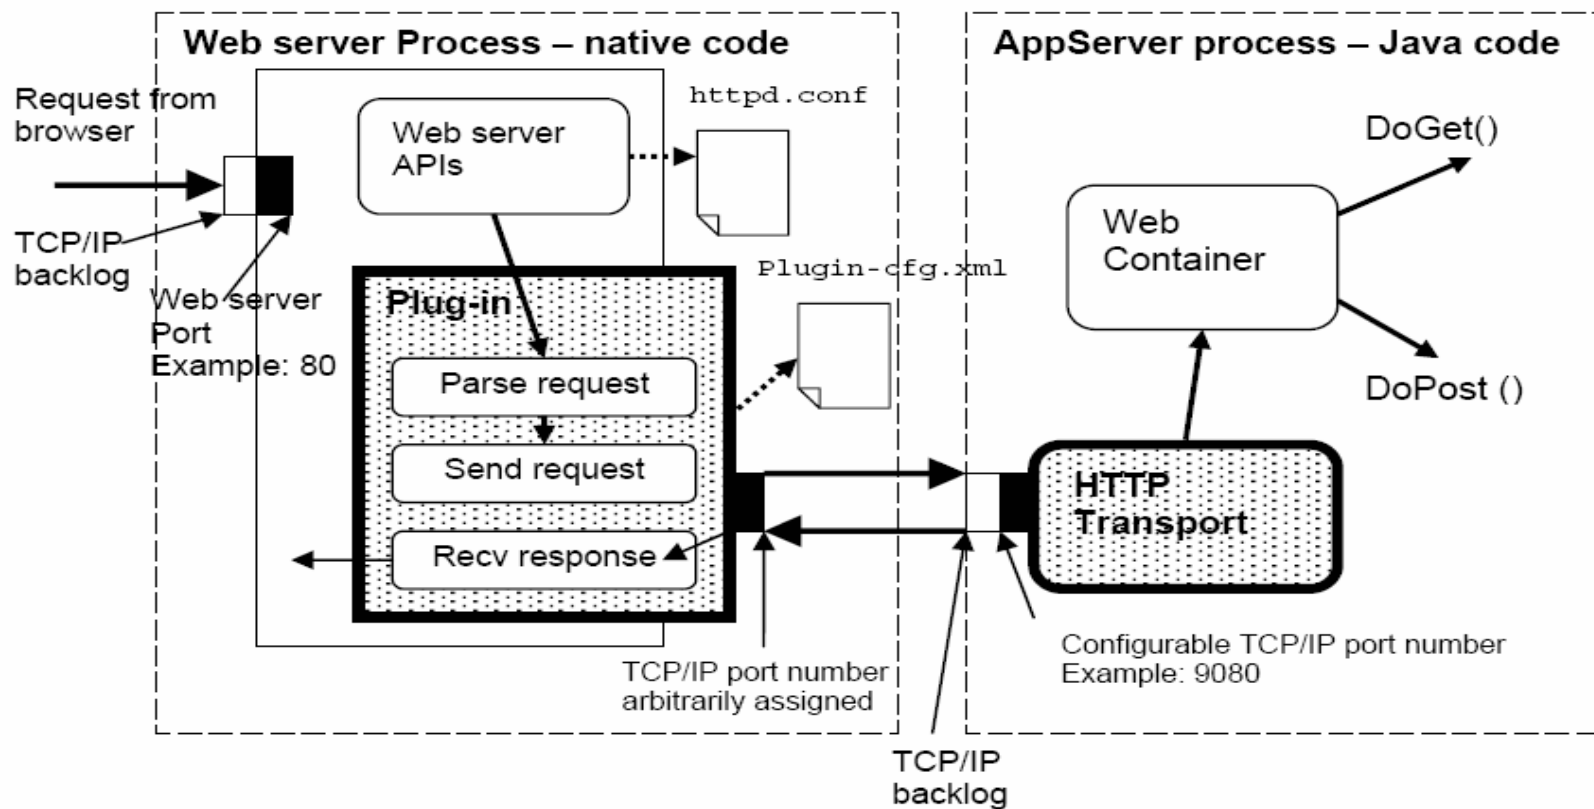 Web server Process – native code
AppServer process – Java code
Request from
browser
httpd.conf
Web server
APIs
DoGet()
TCP/IP
backlog
Web server
Port
Example: 80
Plugin-cfg.xml
Web
Container
Plug-in
Parse request
DoPost ()
Send request
HTTP
Transport
Recv response
TCP/IP port number
arbitrarily assigned
Configurable TCP/IP port number
Example: 9080
TCP/IP
backlog